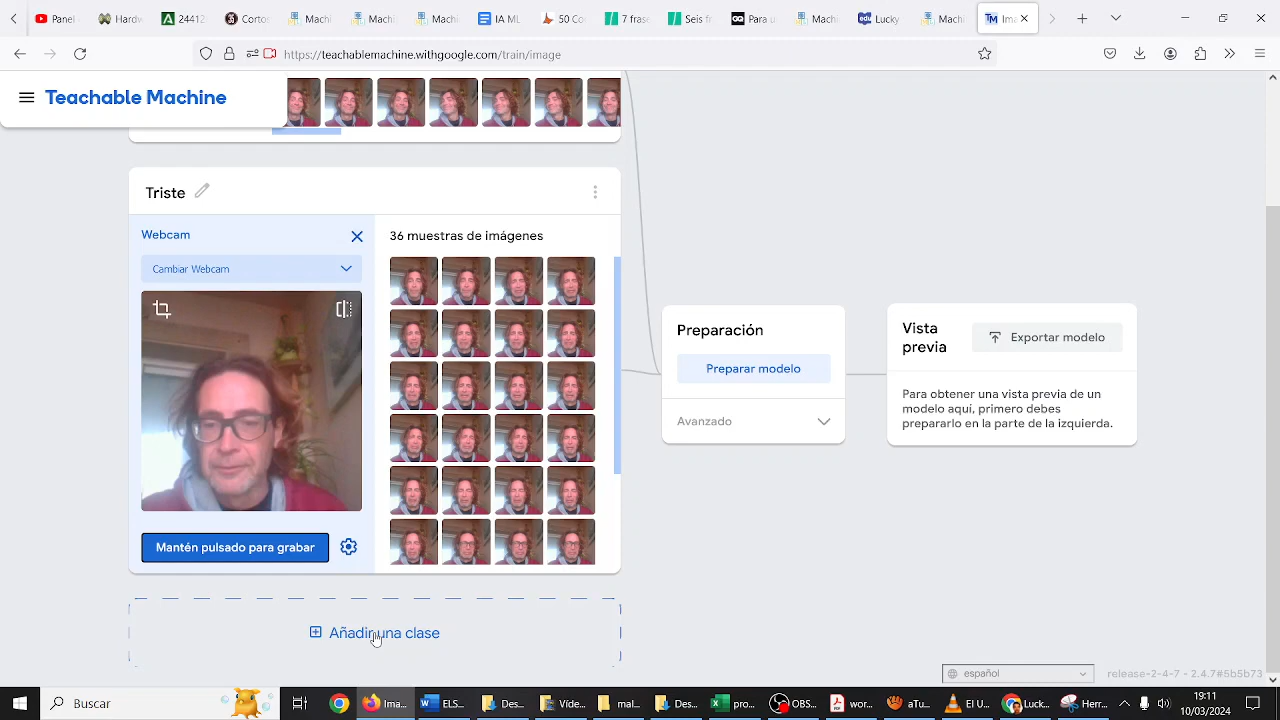 Panel
Hardw
24412
Cortos
Machi
Machi
Machi
IA ML
50 Co
7 fras
Seis fr
Para u
Machi
Lucky
Machi
Im
https://teachablemachine.withgoogle.com/train/image
Teachable Machine
Triste
Webcam
36 muestras de imágenes
Cambiar Webcam
Mantén pulsado para grabar
Preparación
Preparar modelo
Avanzado
Vista
previa
Exportar modelo
Para obtener una vista previa de un
modelo aquí, primero debes
prepararlo en la parte de la izquierda.
Añadir una clase
español
release-2-4-7 - 2.4.7#5b5b73
Buscar
Ima...
ELS...
Des...
Víde...
mal...
Des...
Pro...
OBS...
wor...
aTu...
El U...
Luck...
Herr...
19:11
10/03/2024